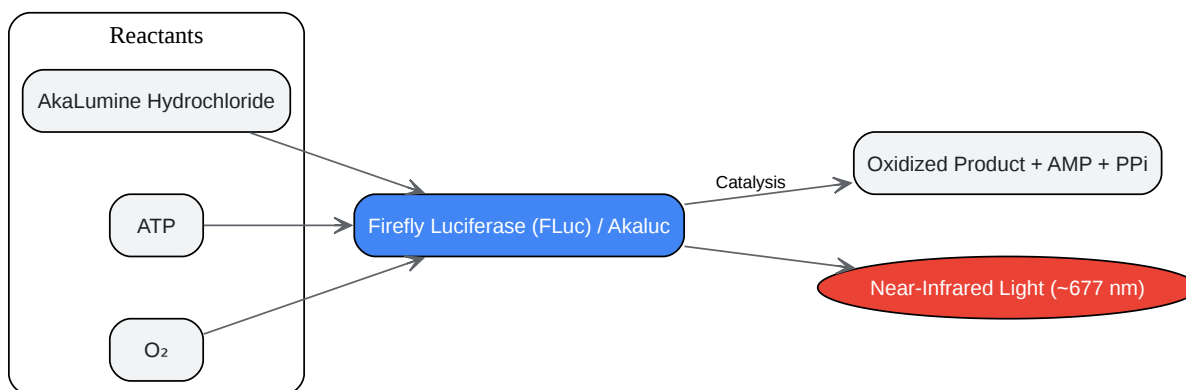 Reactants
AkaLumine Hydrochloride
ATP
O₂
Firefly Luciferase (FLuc) / Akaluc
Catalysis
Oxidized Product + AMP + PPi
Near-Infrared Light (~677 nm)